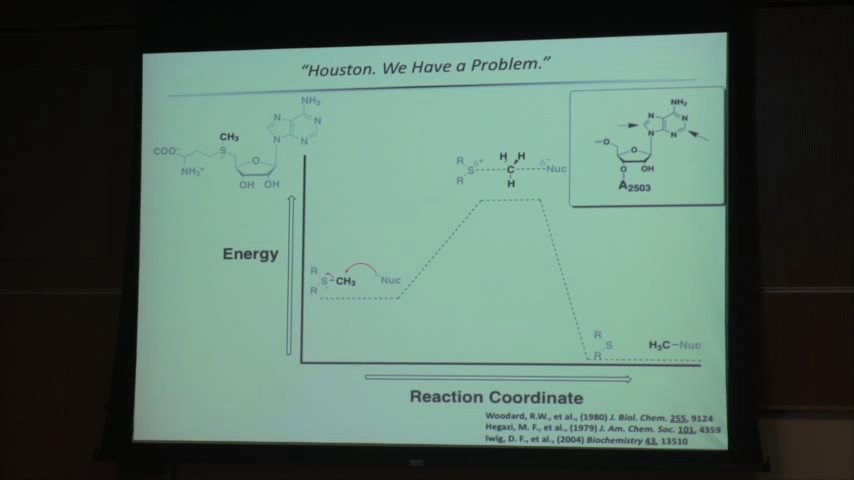 “Houston. We Have a Problem.”
NH₂
N
N
N
N
CH₃
S
COO⁻
NH₃⁺
O
OH OH
NH₂
N
N
N
N
O
O
O OH
A₂₅₀₃
H H
R
S δ⁺
C
δ⁻
Nuc
R
H
Energy
R
S CH₃ Nuc
R
R
S
R
H₃C–Nuc
Reaction Coordinate
Woodard, R.W., et al., (1980) J. Biol. Chem. 255, 9124
Hegazi, M. F., et al., (1979) J. Am. Chem. Soc. 101, 4359
Iwig, D. F., et al., (2004) Biochemistry 43, 13510